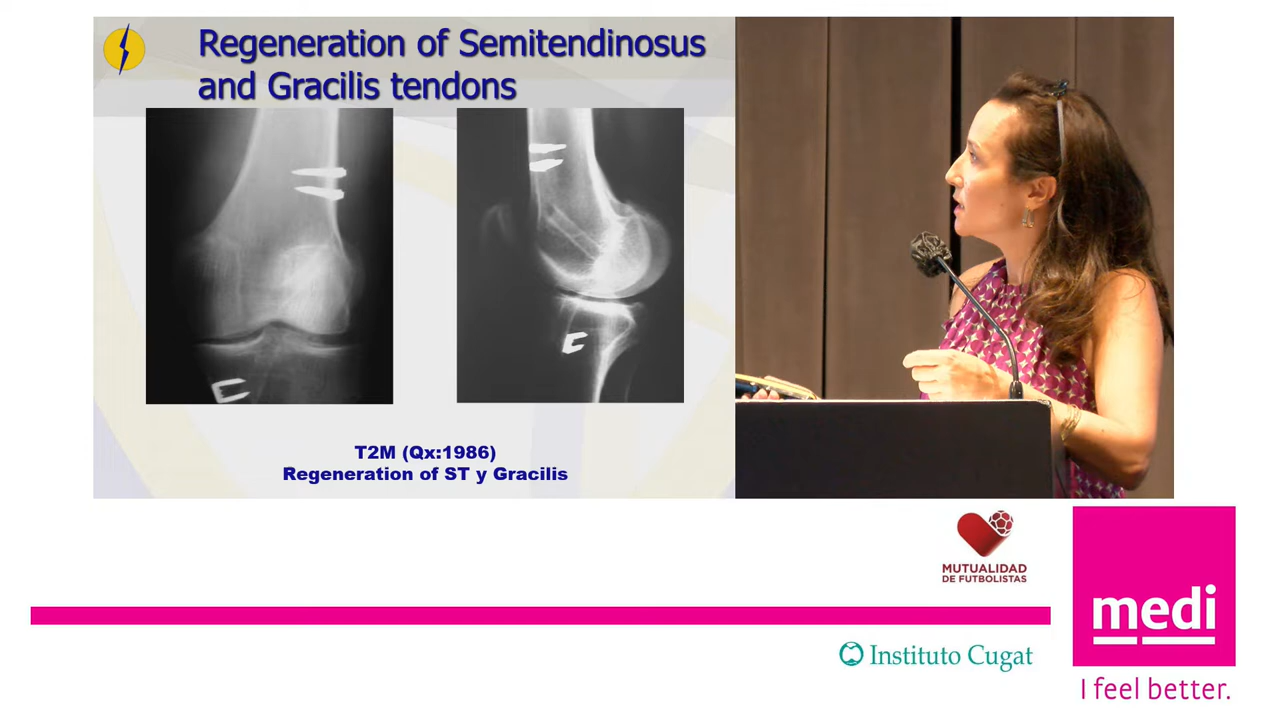 Regeneration of Semitendinosus
and Gracilis tendons
T2M (Qx:1986)
Regeneration of ST y Gracilis
MUTUALIDAD
DE FUTBOLISTAS
medi
Instituto Cugat
I feel better.